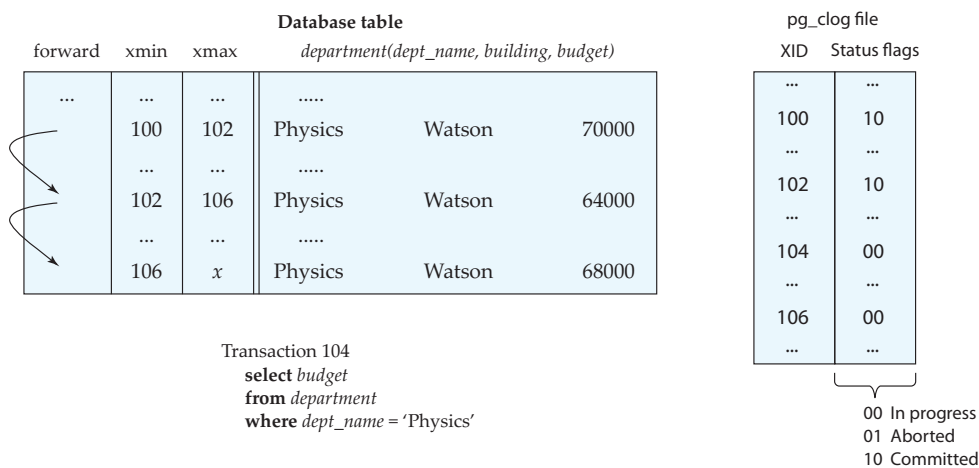 Database table
forward xmin xmax department(dept_name, building, budget)
... ... ... .....
100 102 Physics Watson 70000
... ... .....
102 106 Physics Watson 64000
... ... .....
106 x Physics Watson 68000
Transaction 104
select budget
from department
where dept_name = ‘Physics’
pg_clog file
XID Status flags
... ...
100 10
... ...
102 10
... ...
104 00
... ...
106 00
... ...
00 In progress
01 Aborted
10 Committed